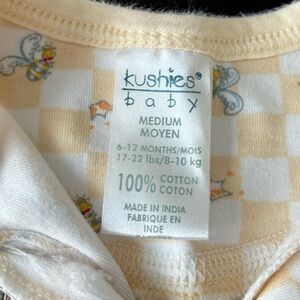 kushies®
baby
MEDIUM
MOYEN
6-12 MONTHS/MOIS
17-22 lbs/8-10 kg
100% COTTON
COTON
MADE IN INDIA
FABRIQUE EN
INDE